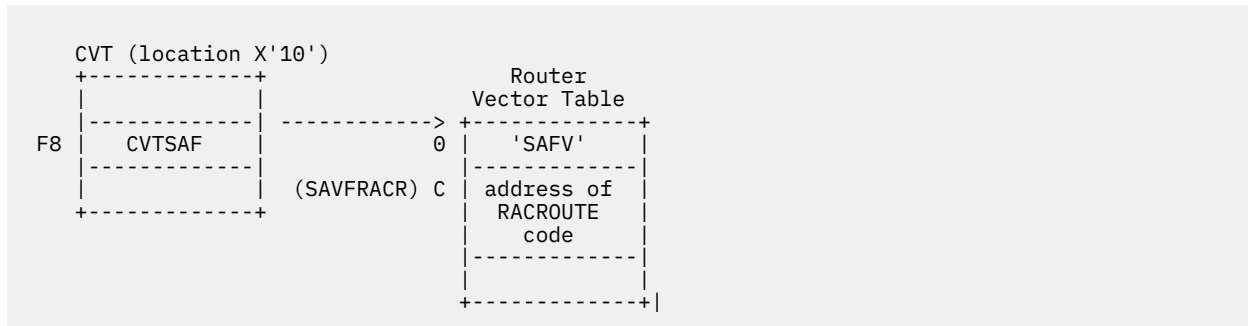 CVT (location X'10')
+-------------+ Router
| | Vector Table
|-------------| ------------> +-------------+
F8 | CVTSAF | 0 | 'SAFV' |
|-------------| |-------------|
| | (SAVFRACR) C | address of |
+-------------+ | RACROUTE |
| code |
|-------------|
| |
+-------------+|